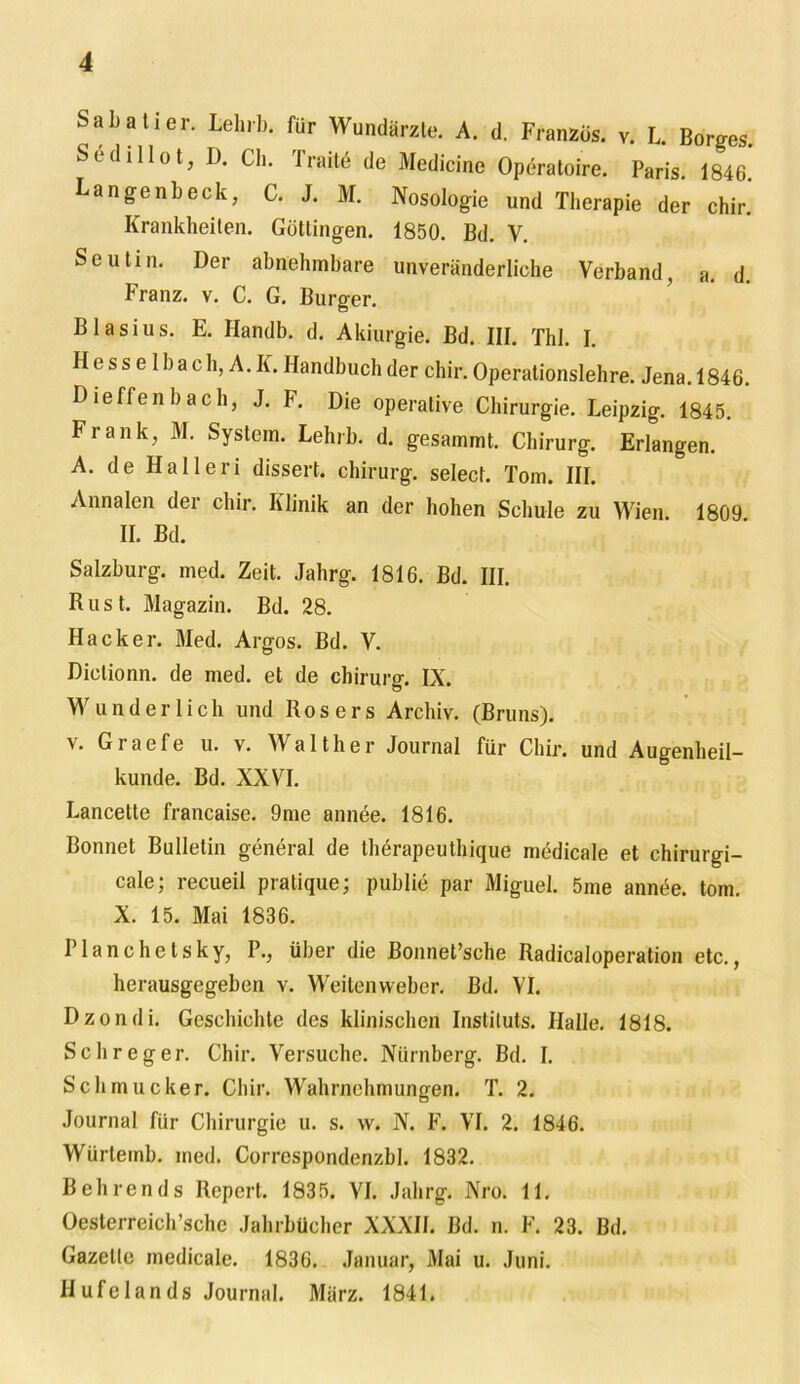 4
Sabatier. Lehrb. für Wundärzte. A. d. Französ. v. L. Borges.
Sédillot, D. Ch. Traité de Medicine Opératoire. Paris. 1846.
Langenbeck, C. J. M. Nosologie und Therapie der chir.
Krankheiten. Göttingen. 1850. Bd. V.
Seutin. Der abnehmbare unveränderliche Verband, a. d.
Franz. v. C. G. Burger.
Blasius. E. Handb. d. Akiurgie. Bd. III. Thl. I.
Hesselbach, A. K. Handbuch der chir. Operationslehre. Jena. 1846.
Dieffenbach, J. F. Die operative Chirurgie. Leipzig. 1845.
Frank, M. System. Lehrb. d. gesammt. Chirurg. Erlangen.
A. de Halleri dissert. chirurg. select. Tom. III.
Annalen der chir. Klinik an der hohen Schule zu Wien. 1809.
II. Bd.
Salzburg. med. Zeit. Jahrg. 1816. Bd. III.
Rust. Magazin. Bd. 28.
Hacker. Med. Argos. Bd. V.
Dictionn. de med. et de chirurg. IX.
Wunderlich und Rosers Archiv. (Bruns).
v. Graefe u. v. Walther Journal für Chir. und Augenheil-
kunde. Bd. XXVI.
Lancette francaise. 9me année. 1816.
Bonnet Bulletin général de thérapeuthique médicale et chirurgi-
cale; recueil pratique; publié par Miguel. 5me année. tom.
X. 15. Mai 1836.
Planchetsky, P., über die Bonnet'sche Radicaloperation etc.,
herausgegeben v. Weitenweber. Bd. VI.
Dzondi. Geschichte des klinischen Instituts. Halle. 1818.
Schreger. Chir. Versuche. Nürnberg. Bd. I.
Schmucker. Chir. Wahrnehmungen. T. 2.
Journal für Chirurgie u. s. w. N. F. VI. 2. 1846.
Würtemb. med. Correspondenzbl. 1832.
Behrends Repert. 1835. VI. Jahrg. Nro. 11.
Oesterreich'sche Jahrbücher XXXII. Bd. n. F. 23. Bd.
Gazette medicale. 1836. Januar, Mai u. Juni.
Hufelands Journal. März. 1841.